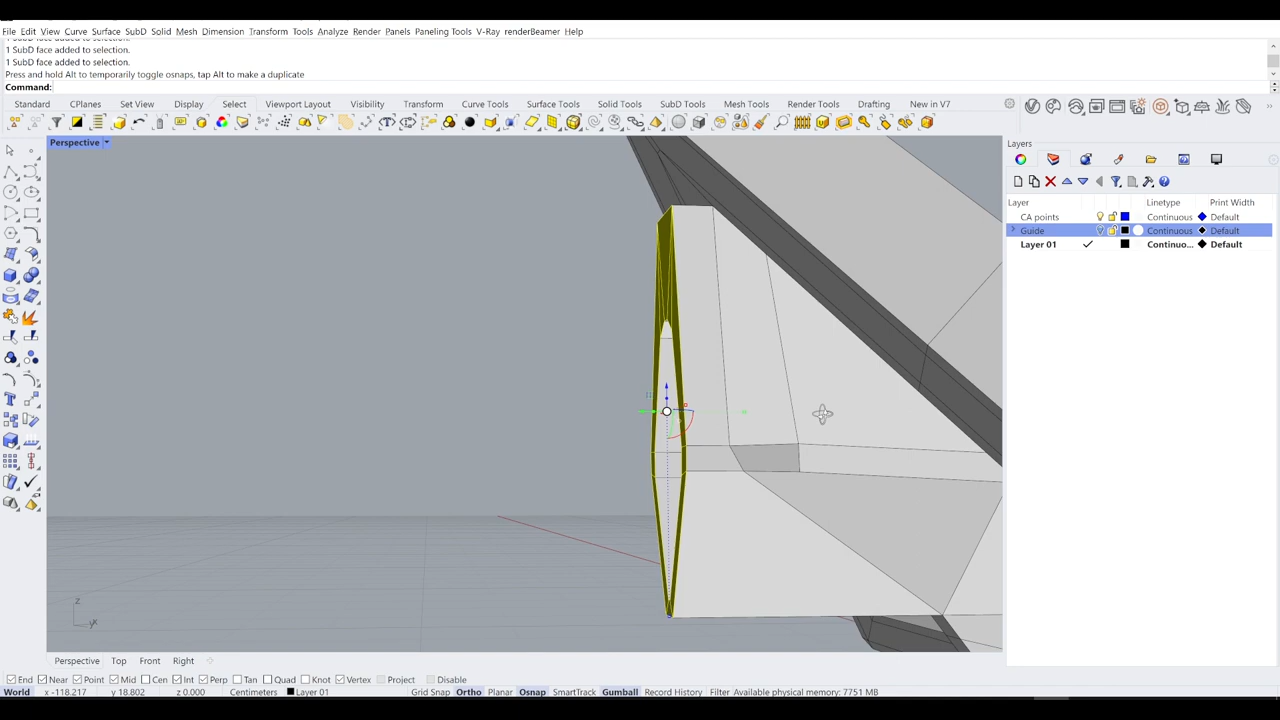 File Edit View Curve Surface SubD Solid Mesh Dimension Transform Tools Analyze Render Panels Paneling Tools V-Ray renderBeamer Help
1 SubD face added to selection.
1 SubD face added to selection.
Press and hold Alt to temporarily toggle osnaps, tap Alt to make a duplicate
Command:
Standard CPlanes Set View Display Select Viewport Layout Visibility Transform Curve Tools Surface Tools Solid Tools SubD Tools Mesh Tools Render Tools Drafting New in V7
Perspective
Layers
Layer Linetype Print Width
CA points Continuous Default
Guide Continuous Default
Layer 01 Continuo... Default
z
Perspective Top Front Right
End Near Point Mid Cen Int Perp Tan Quad Knot Vertex Project Disable
World x -118.217 y 18.802 z 0.000 Centimeters Layer 01 Grid Snap Ortho Planar Osnap SmartTrack Gumball Record History Filter Available physical memory: 7751 MB